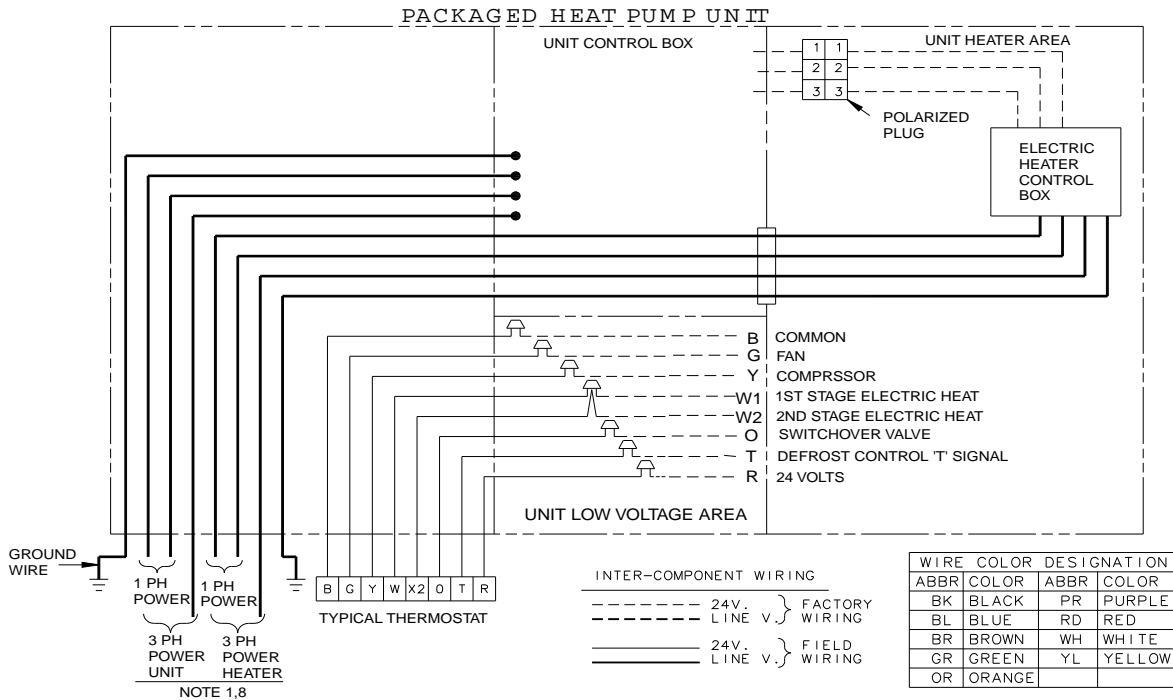 PACKAGED HEAT PUMP UNIT
UNIT CONTROL BOX
UNIT HEATER AREA
1 1
2 2
3 3
POLARIZED
PLUG
ELECTRIC
HEATER
CONTROL
BOX
B COMMON
G FAN
Y COMPRSSOR
W1 1ST STAGE ELECTRIC HEAT
W2 2ND STAGE ELECTRIC HEAT
O SWITCHOVER VALVE
T DEFROST CONTROL 'T' SIGNAL
R 24 VOLTS
UNIT LOW VOLTAGE AREA
GROUND
WIRE
1 PH
POWER
1 PH
POWER
3 PH
POWER
UNIT
3 PH
POWER
HEATER
NOTE 1,8
B G Y W X2 O T R
TYPICAL THERMOSTAT
INTER-COMPONENT WIRING
24V. } FACTORY
LINE V. } WIRING
24V. } FIELD
LINE V. } WIRING
WIRE COLOR DESIGNATION
ABBR COLOR ABBR COLOR
BK BLACK PR PURPLE
BL BLUE RD RED
BR BROWN WH WHITE
GR GREEN YL YELLOW
OR ORANGE